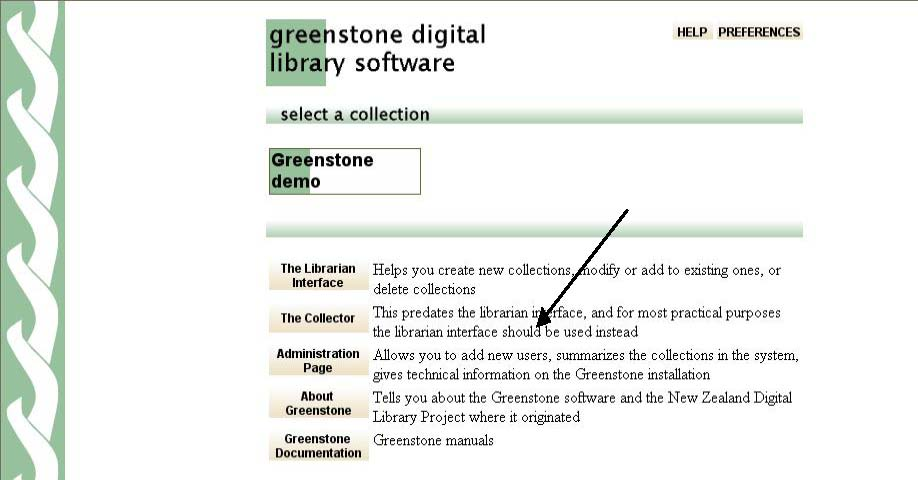 greenstone digital
library software
HELP PREFERENCES
select a collection
Greenstone
demo
The Librarian
Interface
Helps you create new collections, modify or add to existing ones, or
delete collections
The Collector
This predates the librarian interface, and for most practical purposes
the librarian interface should be used instead
Administration
Page
Allows you to add new users, summarizes the collections in the system,
gives technical information on the Greenstone installation
About
Greenstone
Tells you about the Greenstone software and the New Zealand Digital
Library Project where it originated
Greenstone
Documentation
Greenstone manuals